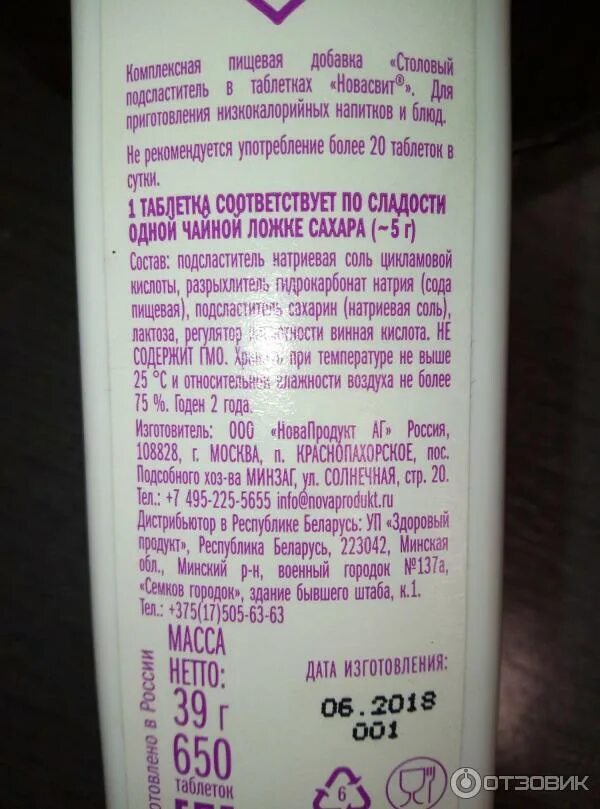 Комплексная пищевая добавка «Столовый
подсластитель в таблетках «Новасвит®». Для
приготовления низкокалорийных напитков и блюд.
Не рекомендуется употребление более 20 таблеток в
сутки.
1 ТАБЛЕТКА СООТВЕТСТВУЕТ ПО СЛАДОСТИ
ОДНОЙ ЧАЙНОЙ ЛОЖКЕ САХАРА (~5 г)
Состав: подсластитель натриевая соль цикламовой
кислоты, разрыхлитель гидрокарбонат натрия (сода
пищевая), подсластитель сахарин (натриевая соль),
лактоза, регулятор кислотности винная кислота. НЕ
СОДЕРЖИТ ГМО. Хранить при температуре не выше
25 °С и относительной влажности воздуха не более
75 %. Годен 2 года.
Изготовитель: ООО «НоваПродукт АГ» Россия,
108828, г. МОСКВА, п. КРАСНОПАХОРСКОЕ, пос.
Подсобного хоз-ва МИНЗАГ, ул. СОЛНЕЧНАЯ, стр. 20.
Тел.: +7 495-225-5655 info@novaprodukt.ru
Дистрибьютор в Республике Беларусь: УП «Здоровый
продукт», Республика Беларусь, 223042, Минская
обл., Минский р-н, военный городок №137а,
«Семков городок», здание бывшего штаба, к.1.
Тел.: +375(17)505-63-63
МАССА
НЕТТО:
39 г
650
таблеток
ДАТА ИЗГОТОВЛЕНИЯ:
06.2018
001
отовлено в России
6
ОТЗОВИК